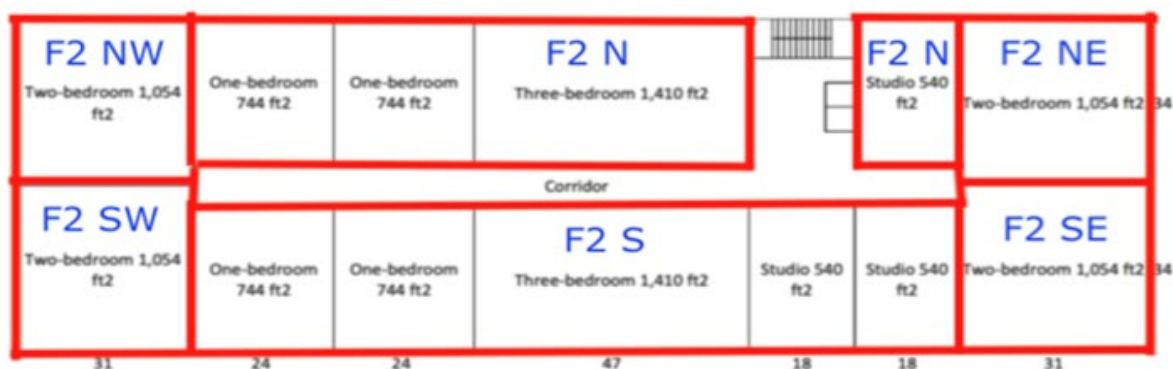 F2 NW
F2 N
F2 N
F2 NE
Two-bedroom 1,054
ft2
One-bedroom
744 ft2
One-bedroom
744 ft2
Three-bedroom 1,410 ft2
Studio 540
ft2
Two-bedroom 1,054 ft2
34
Corridor
F2 SW
F2 S
F2 SE
Two-bedroom 1,054
ft2
One-bedroom
744 ft2
One-bedroom
744 ft2
Three-bedroom 1,410 ft2
Studio 540
ft2
Studio 540
ft2
Two-bedroom 1,054 ft2
34
31
24
24
47
18
18
31